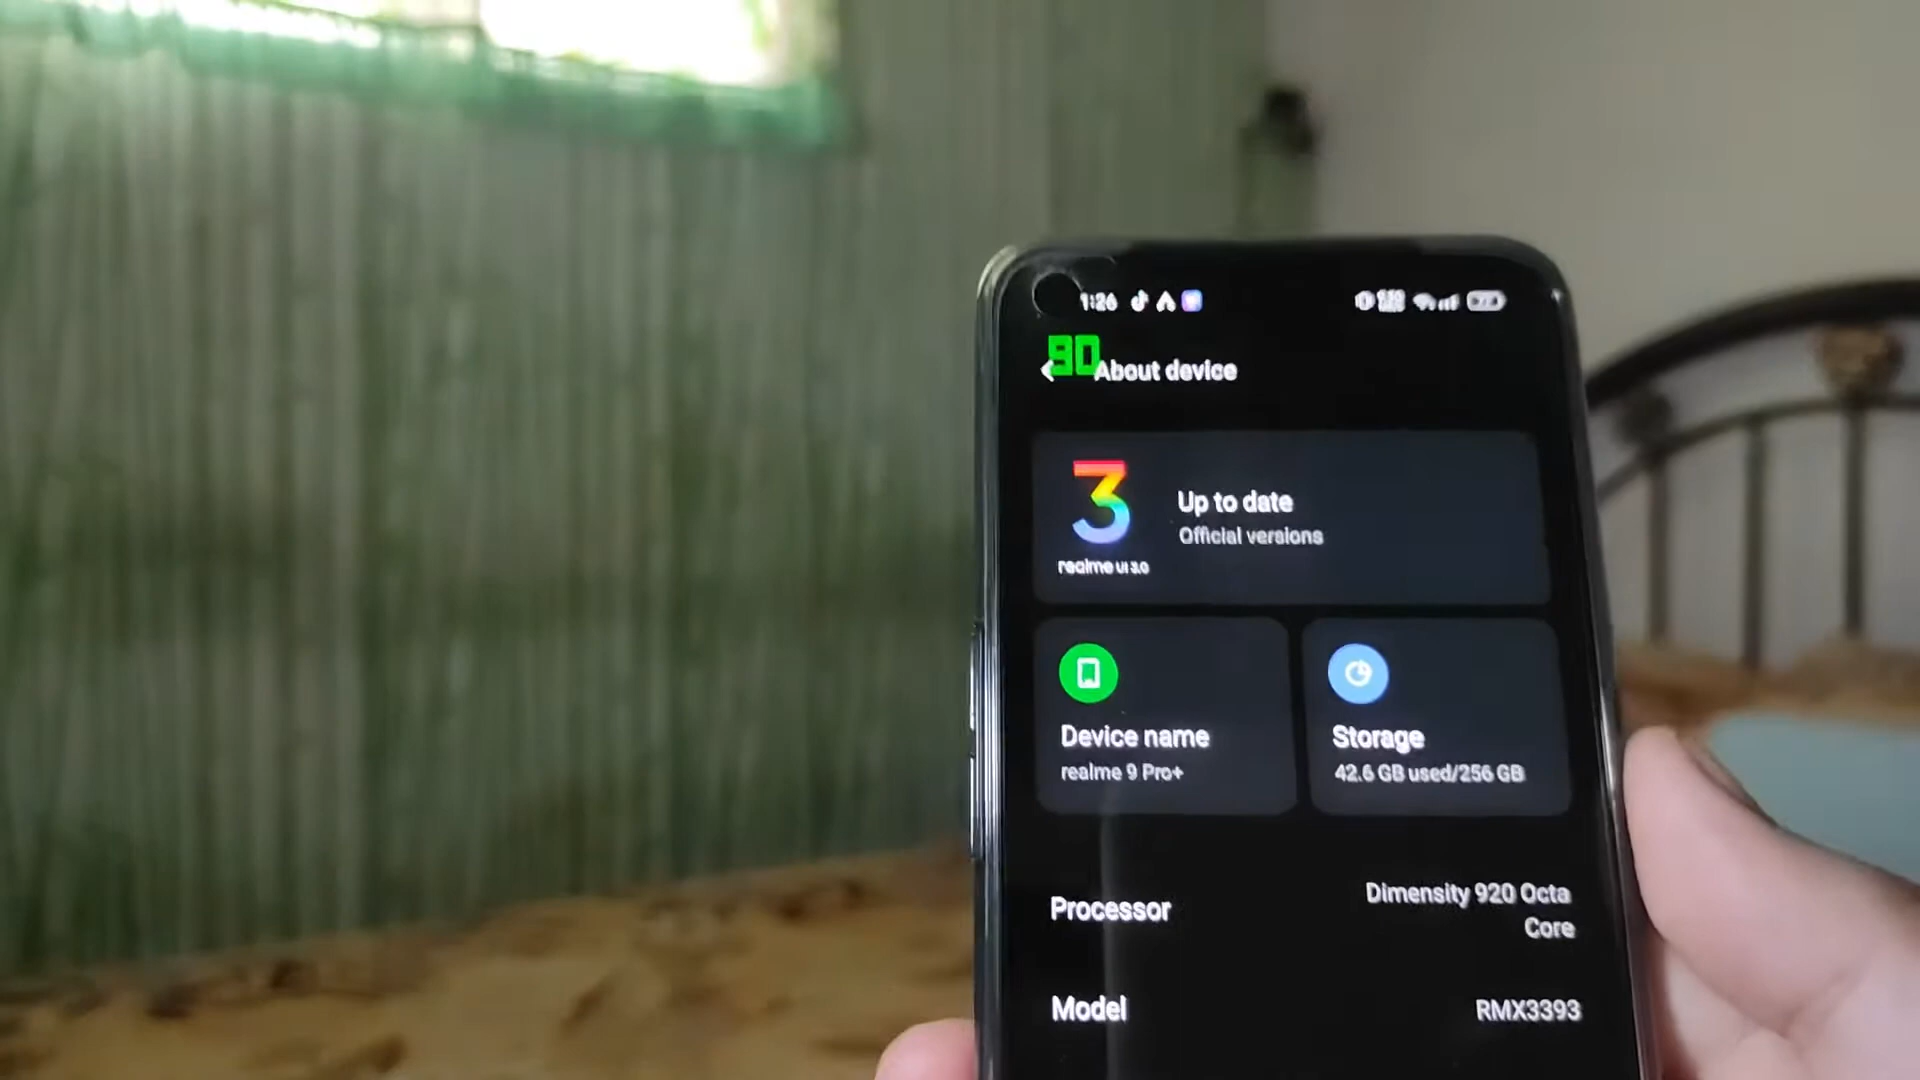 1:26
90
About device
3
Up to date
Official versions
realme UI 3.0
Device name
realme 9 Pro+
Storage
42.6 GB used/256 GB
Processor
Dimensity 920 Octa
Core
Model
RMX3393